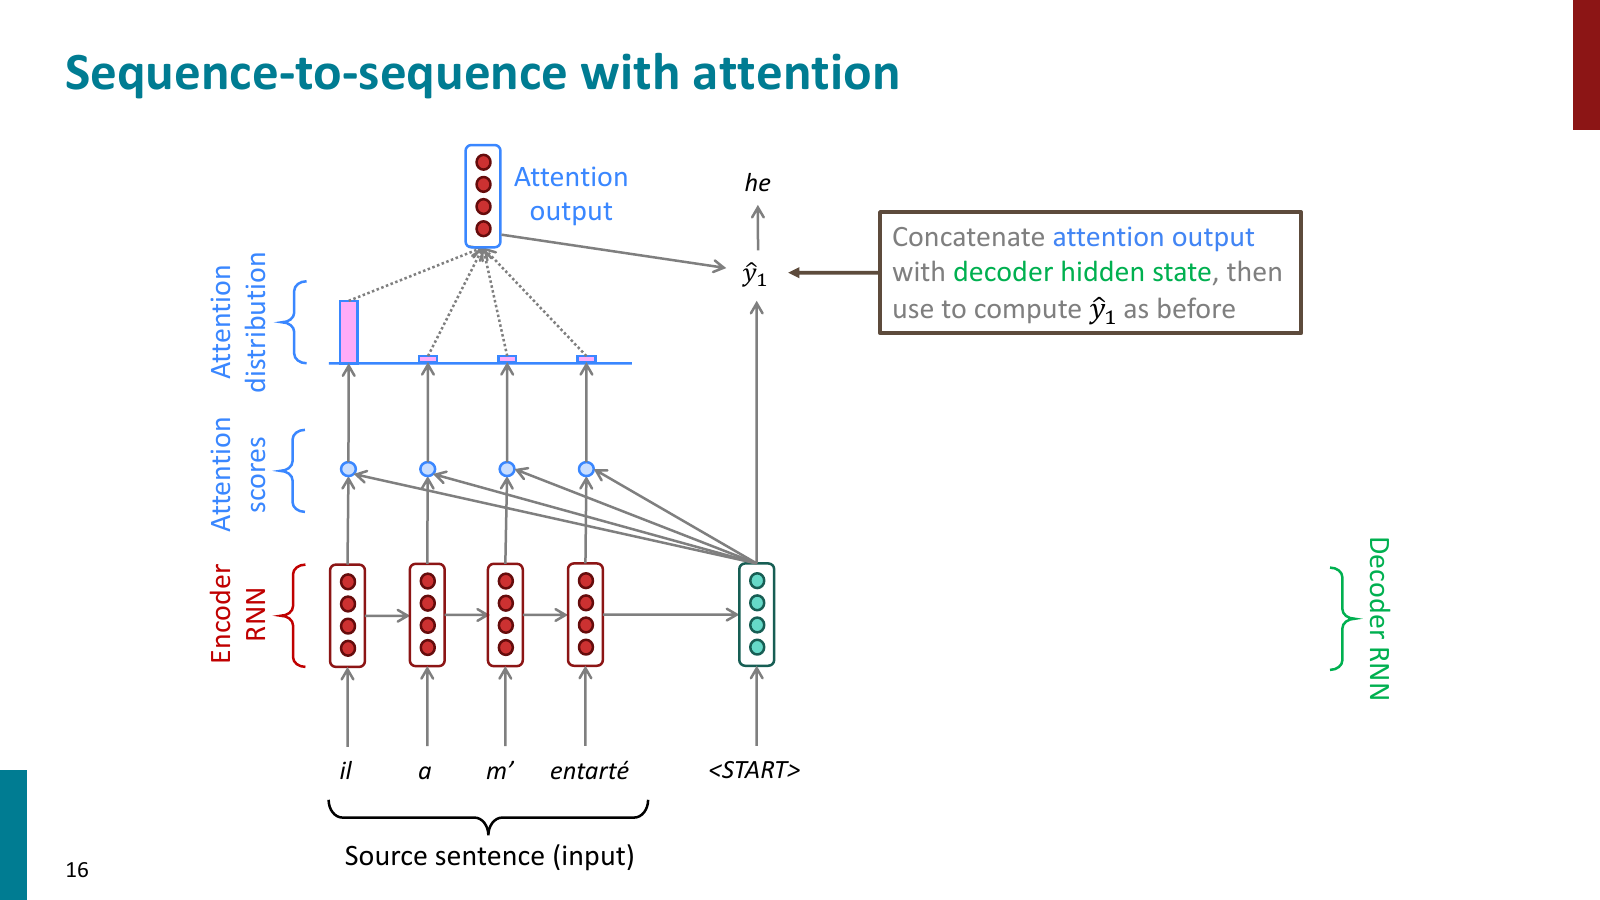 Sequence-to-sequence with attention
Attention
output
he
ŷ₁
Concatenate attention output
with decoder hidden state, then
use to compute ŷ₁ as before
Attention
distribution
Attention
scores
Encoder
RNN
Decoder RNN
il a m’ entarté <START>
Source sentence (input)
16